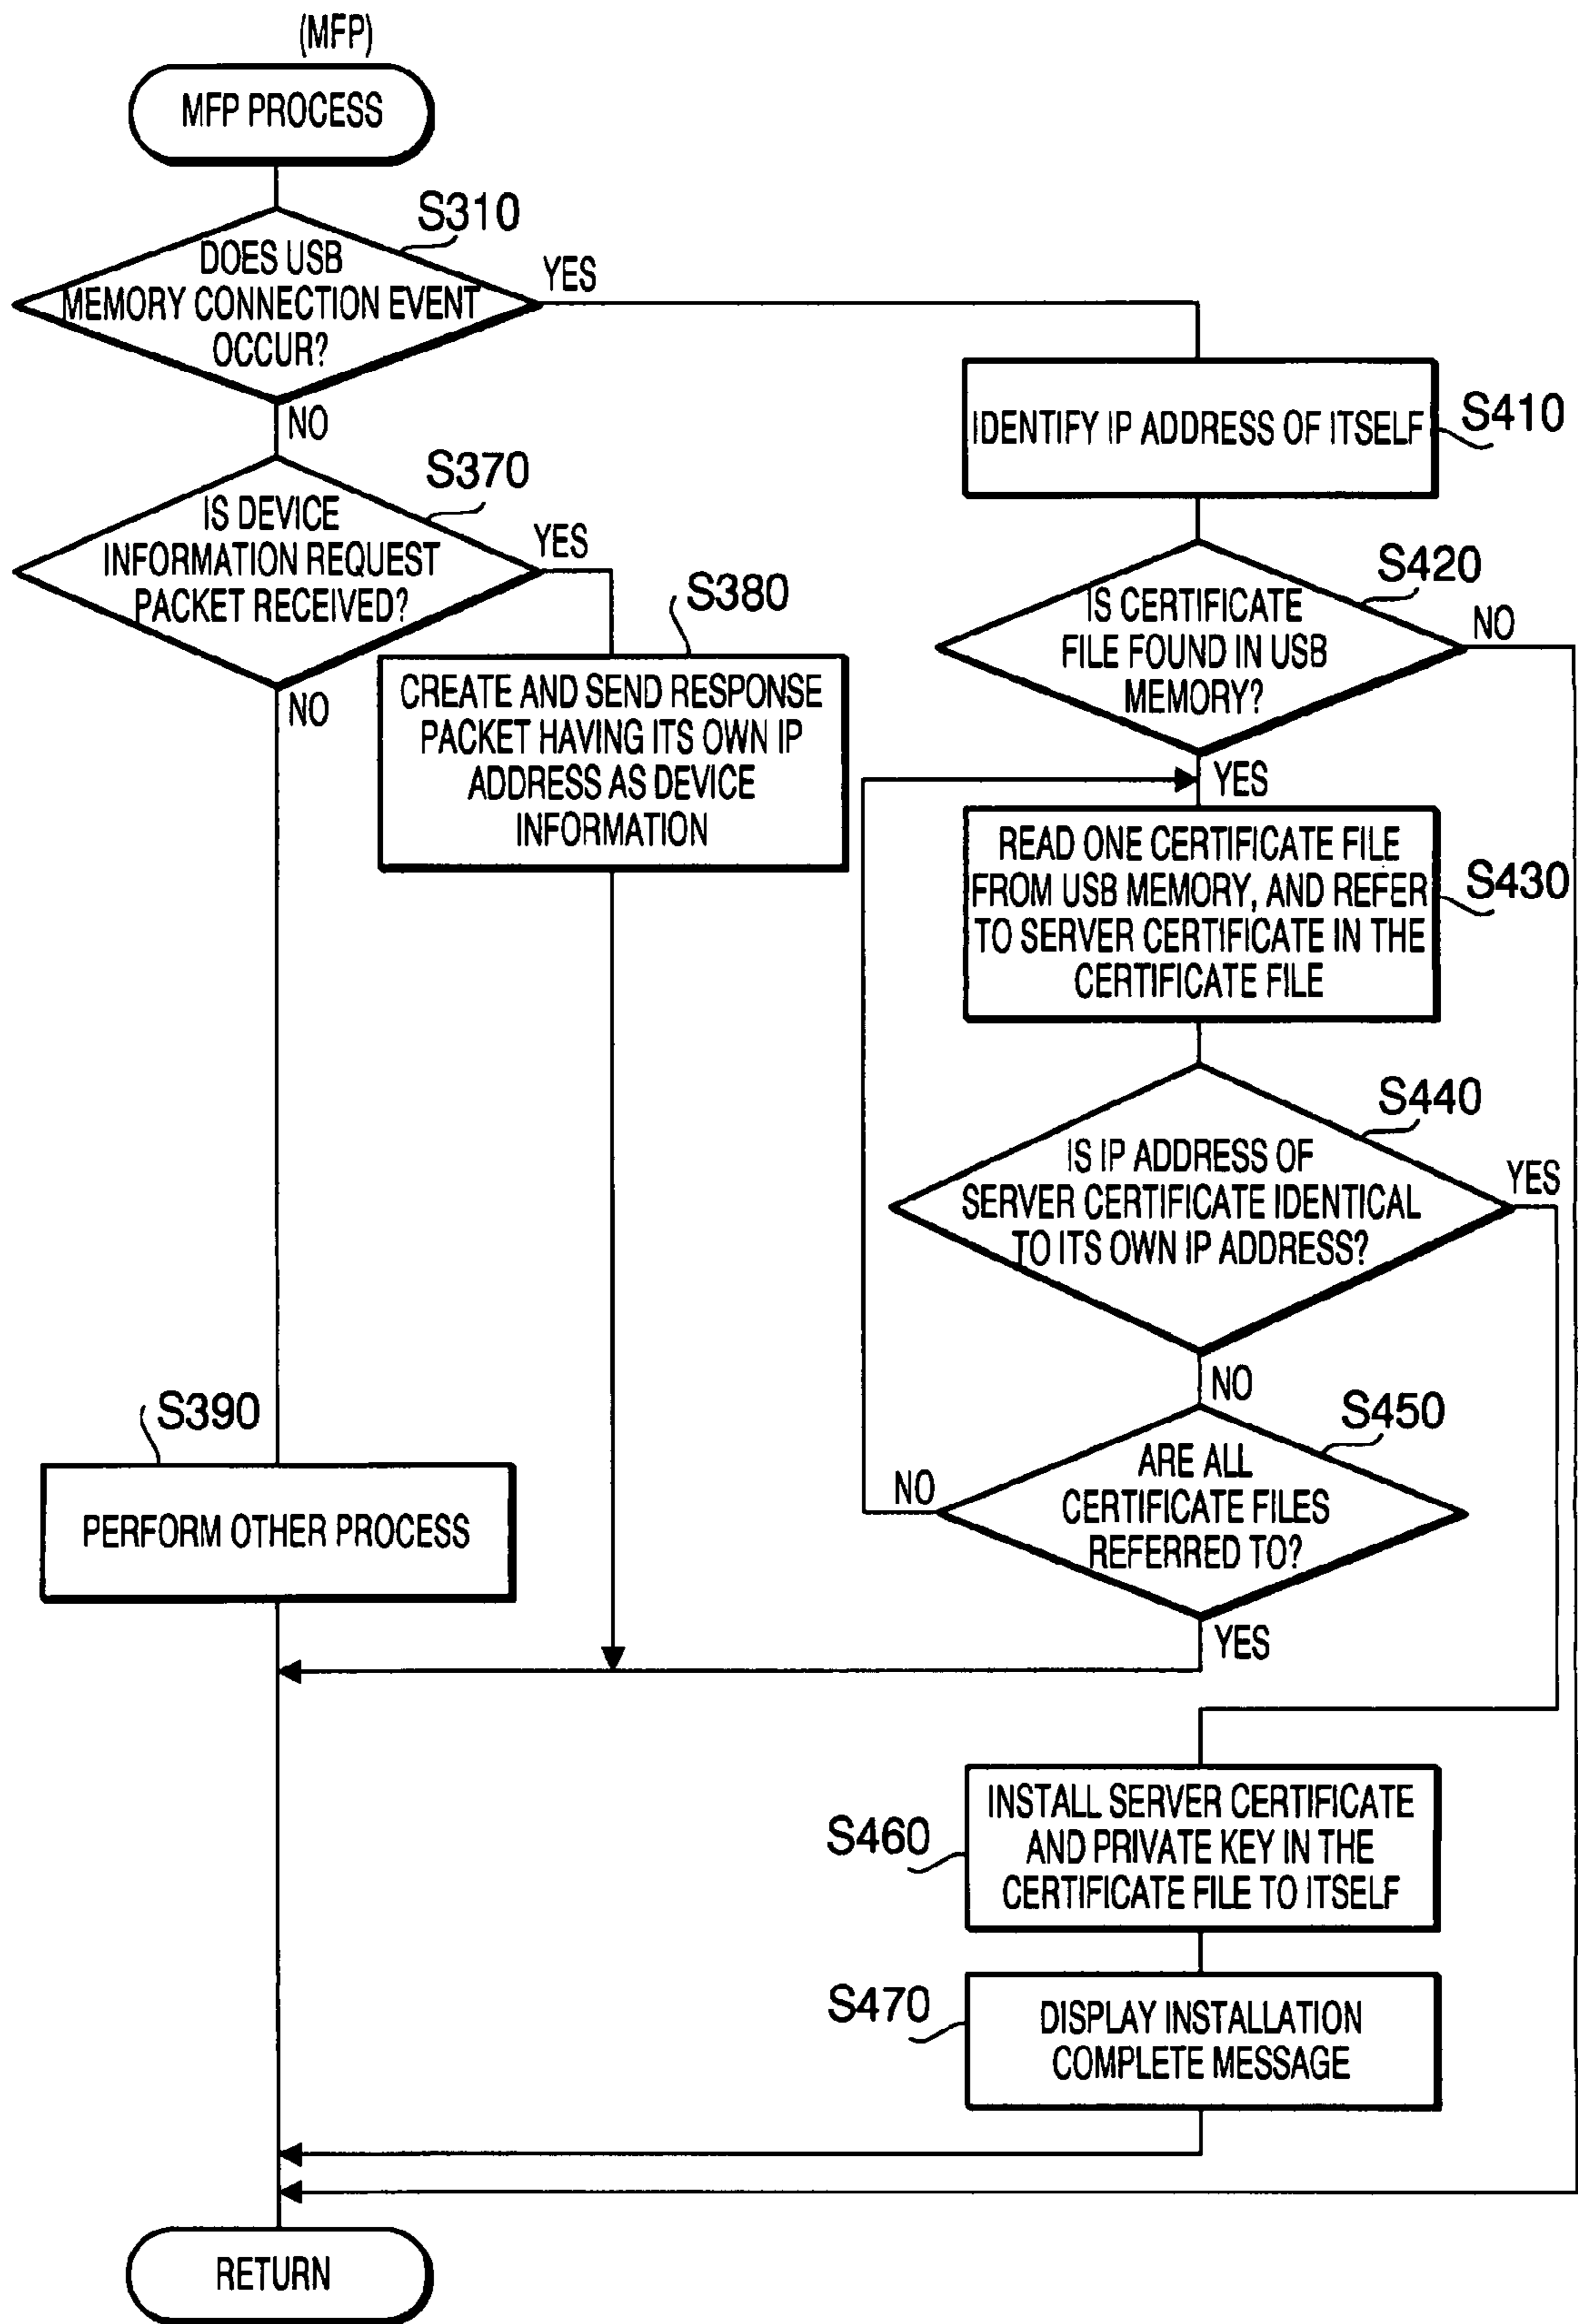 (MFP)
MFP PROCESS
S310
DOES USB
MEMORY CONNECTION EVENT
OCCUR?
YES
NO
S370
IS DEVICE
INFORMATION REQUEST
PACKET RECEIVED?
YES
NO
S380
CREATE AND SEND RESPONSE
PACKET HAVING ITS OWN IP
ADDRESS AS DEVICE
INFORMATION
S390
PERFORM OTHER PROCESS
IDENTIFY IP ADDRESS OF ITSELF
S410
S420
IS CERTIFICATE
FILE FOUND IN USB
MEMORY?
NO
YES
READ ONE CERTIFICATE FILE
FROM USB MEMORY, AND REFER
TO SERVER CERTIFICATE IN THE
CERTIFICATE FILE
S430
S440
IS IP ADDRESS OF
SERVER CERTIFICATE IDENTICAL
TO ITS OWN IP ADDRESS?
YES
NO
S450
ARE ALL
CERTIFICATE FILES
REFERRED TO?
NO
YES
S460
INSTALL SERVER CERTIFICATE
AND PRIVATE KEY IN THE
CERTIFICATE FILE TO ITSELF
S470
DISPLAY INSTALLATION
COMPLETE MESSAGE
RETURN